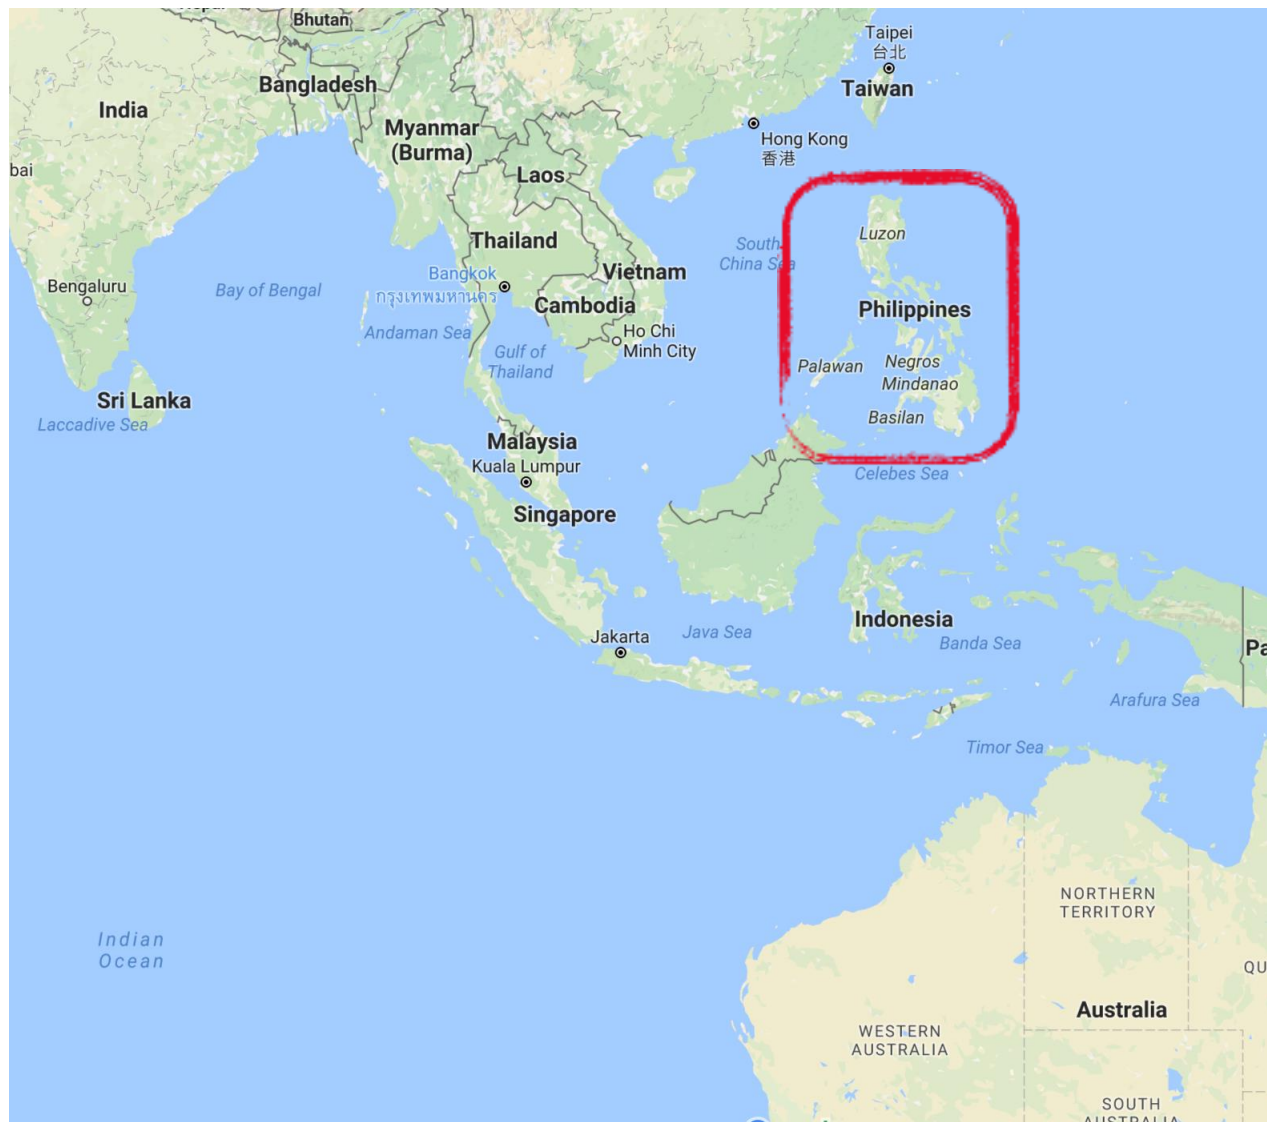 Bhutan
Taipei
台北
Bangladesh
Taiwan
India
Myanmar
(Burma)
Hong Kong
香港
bai
Laos
Luzon
Thailand
South
China Sea
Bangkok
กรุงเทพมหานคร
Vietnam
Bengaluru
Bay of Bengal
Cambodia
Philippines
Andaman Sea
Ho Chi
Minh City
Gulf of
Thailand
Palawan
Negros
Mindanao
Sri Lanka
Laccadive Sea
Basilan
Malaysia
Kuala Lumpur
Celebes Sea
Singapore
Indonesia
Jakarta
Java Sea
Banda Sea
Pa
Arafura Sea
Timor Sea
NORTHERN
TERRITORY
Indian
Ocean
QU
Australia
WESTERN
AUSTRALIA
SOUTH
AUSTRALIA